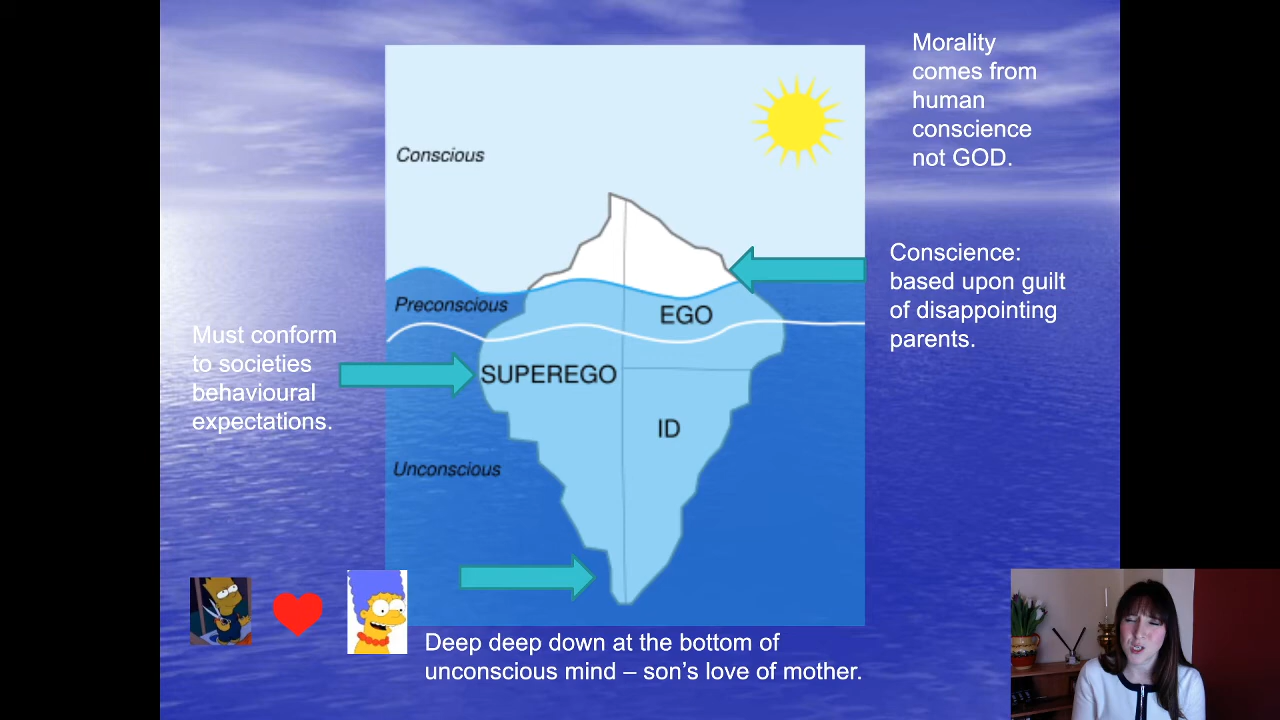 Morality
comes from
human
conscience
not GOD.
Conscious
Conscience:
based upon guilt
of disappointing
parents.
Preconscious
EGO
Must conform
to societies
behavioural
expectations.
SUPEREGO
ID
Unconscious
Deep deep down at the bottom of
unconscious mind – son's love of mother.